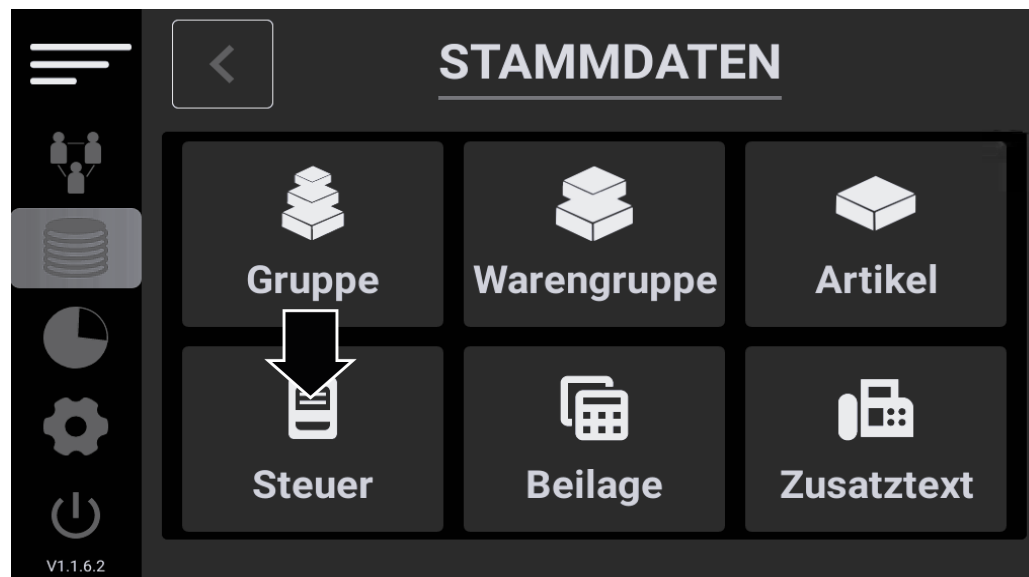 STAMMDATEN
Gruppe
Warengruppe
Artikel
Steuer
Beilage
Zusatztext
V1.1.6.2